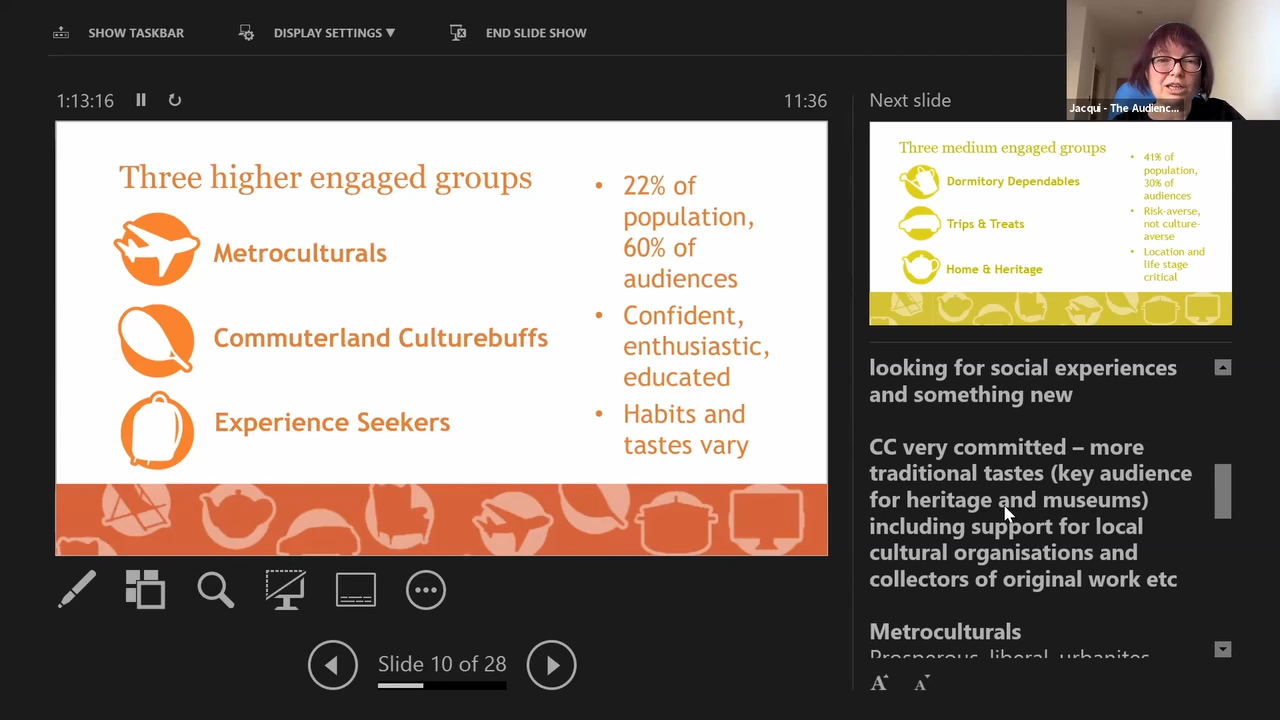 SHOW TASKBAR
DISPLAY SETTINGS ▼
END SLIDE SHOW
Jacqui - The Audienc...
1:13:16
11:36
Three higher engaged groups
Metroculturals
Commuterland Culturebuffs
Experience Seekers
• 22% of
population,
60% of
audiences
• Confident,
enthusiastic,
educated
• Habits and
tastes vary
Slide 10 of 28
Next slide
Three medium engaged groups
Dormitory Dependables
Trips & Treats
Home & Heritage
• 41% of
population,
30% of
audiences
• Risk-averse,
not culture-
averse
• Location and
life stage
critical
looking for social experiences
and something new
CC very committed – more
traditional tastes (key audience
for heritage and museums)
including support for local
cultural organisations and
collectors of original work etc
Metroculturals
Prosperous, liberal, urbanites
A A